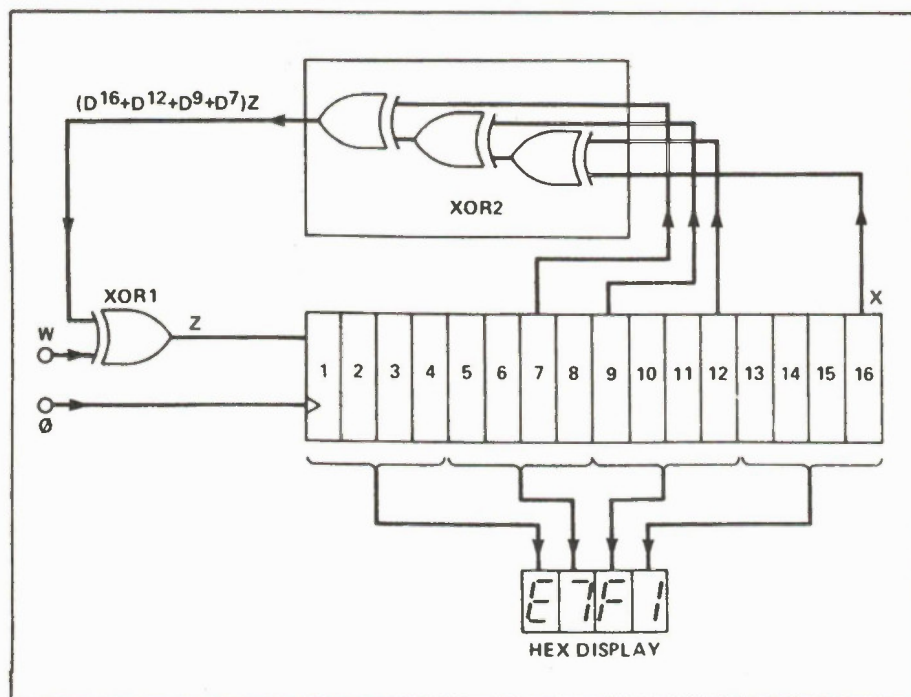 (D16+D12+D9+D7)Z
XOR2
XOR1
W
Z
X
Ø
1 2 3 4 5 6 7 8 9 10 11 12 13 14 15 16
E7F1
HEX DISPLAY